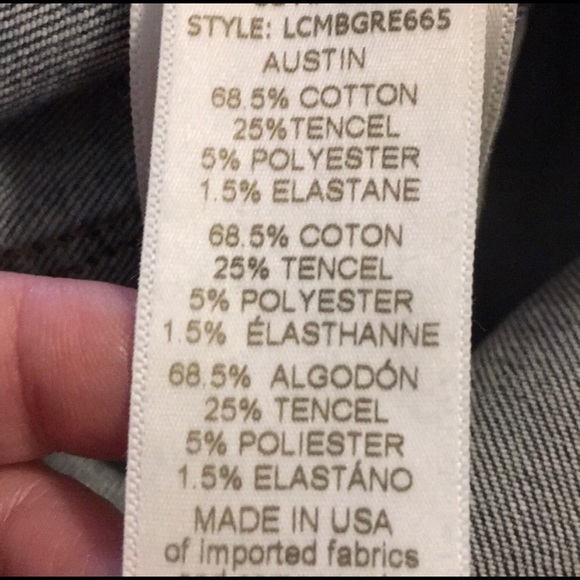 STYLE: LCMBGRE665
AUSTIN
68.5% COTTON
25%TENCEL
5% POLYESTER
1.5% ELASTANE
68.5% COTON
25% TENCEL
5% POLYESTER
1.5% ÉLASTHANNE
68.5% ALGODÓN
25% TENCEL
5% POLIESTER
1.5% ELASTÁNO
MADE IN USA
of imported fabrics